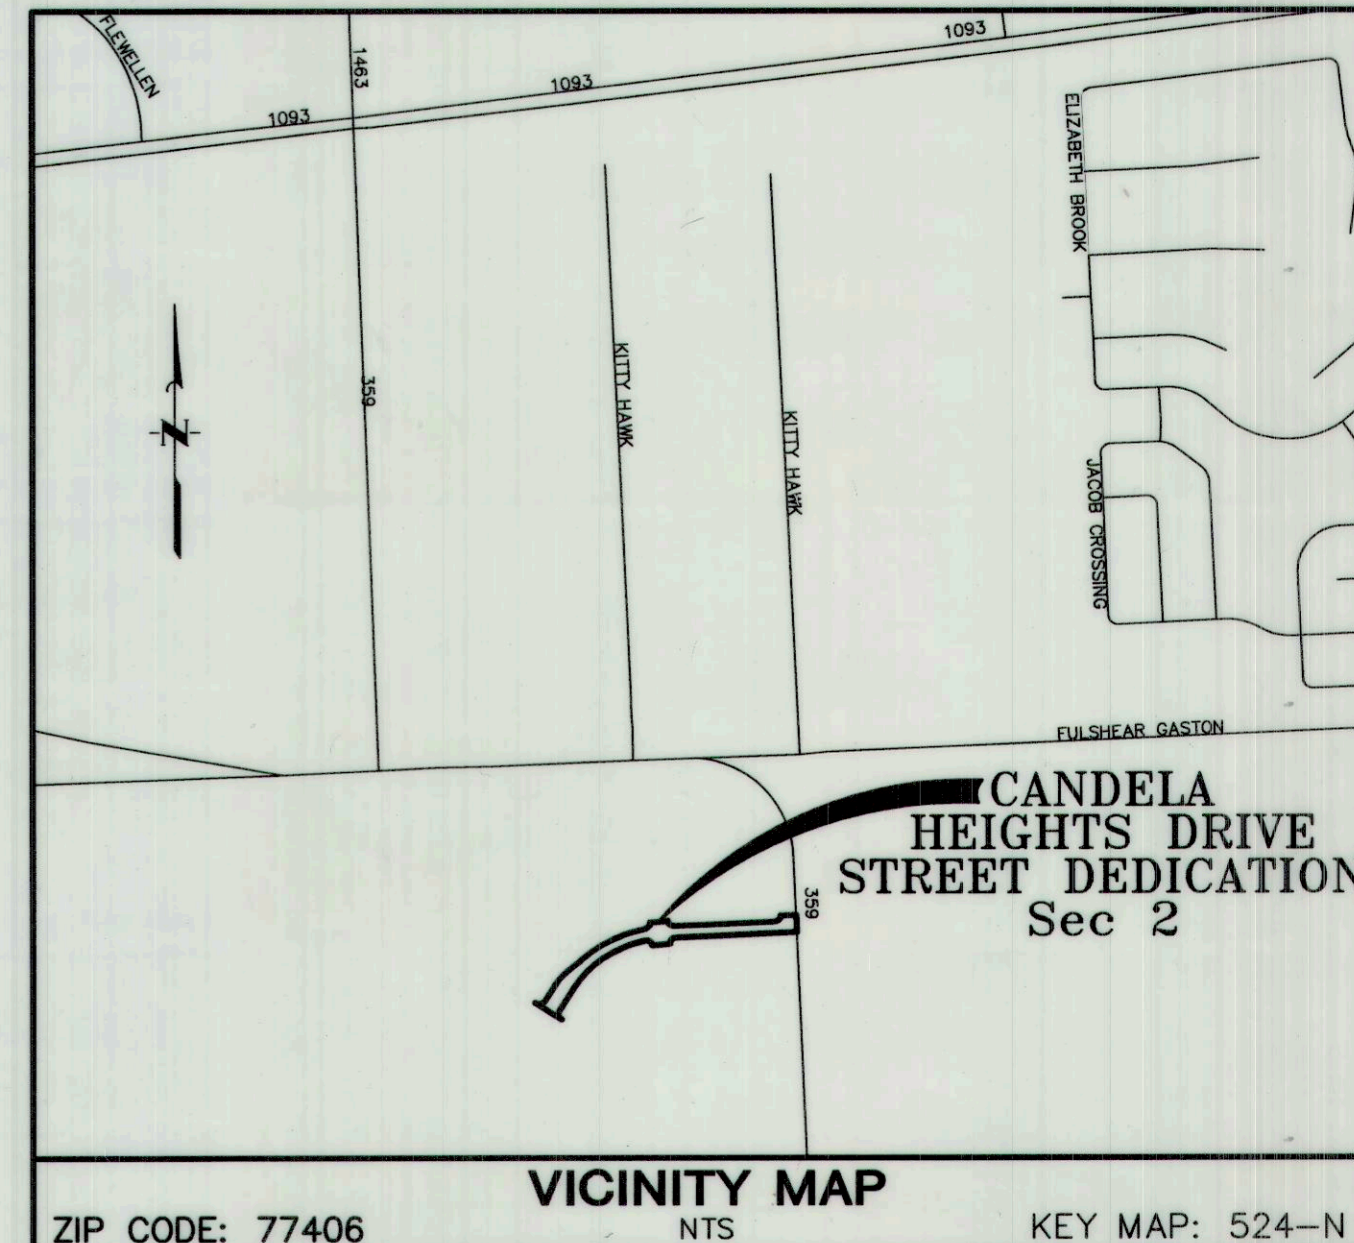 FLEWELLEN
1463
1093
1093
1093
ELIZABETH BROOK
359
KITTY HAWK
KITTY HAWK
N
JACOB CROSSING
FULSHEAR GASTON
CANDELA
HEIGHTS DRIVE
STREET DEDICATION
Sec 2
359
VICINITY MAP
ZIP CODE: 77406
NTS
KEY MAP: 524-N